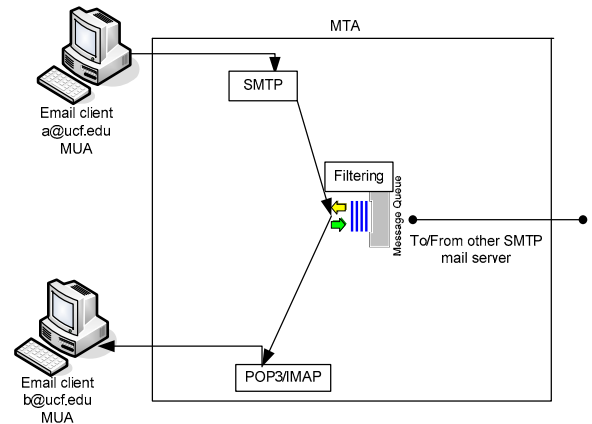 MTA
Email client
a@ucf.edu
MUA
SMTP
Filtering
Message Queue
To/From other SMTP
mail server
Email client
b@ucf.edu
MUA
POP3/IMAP